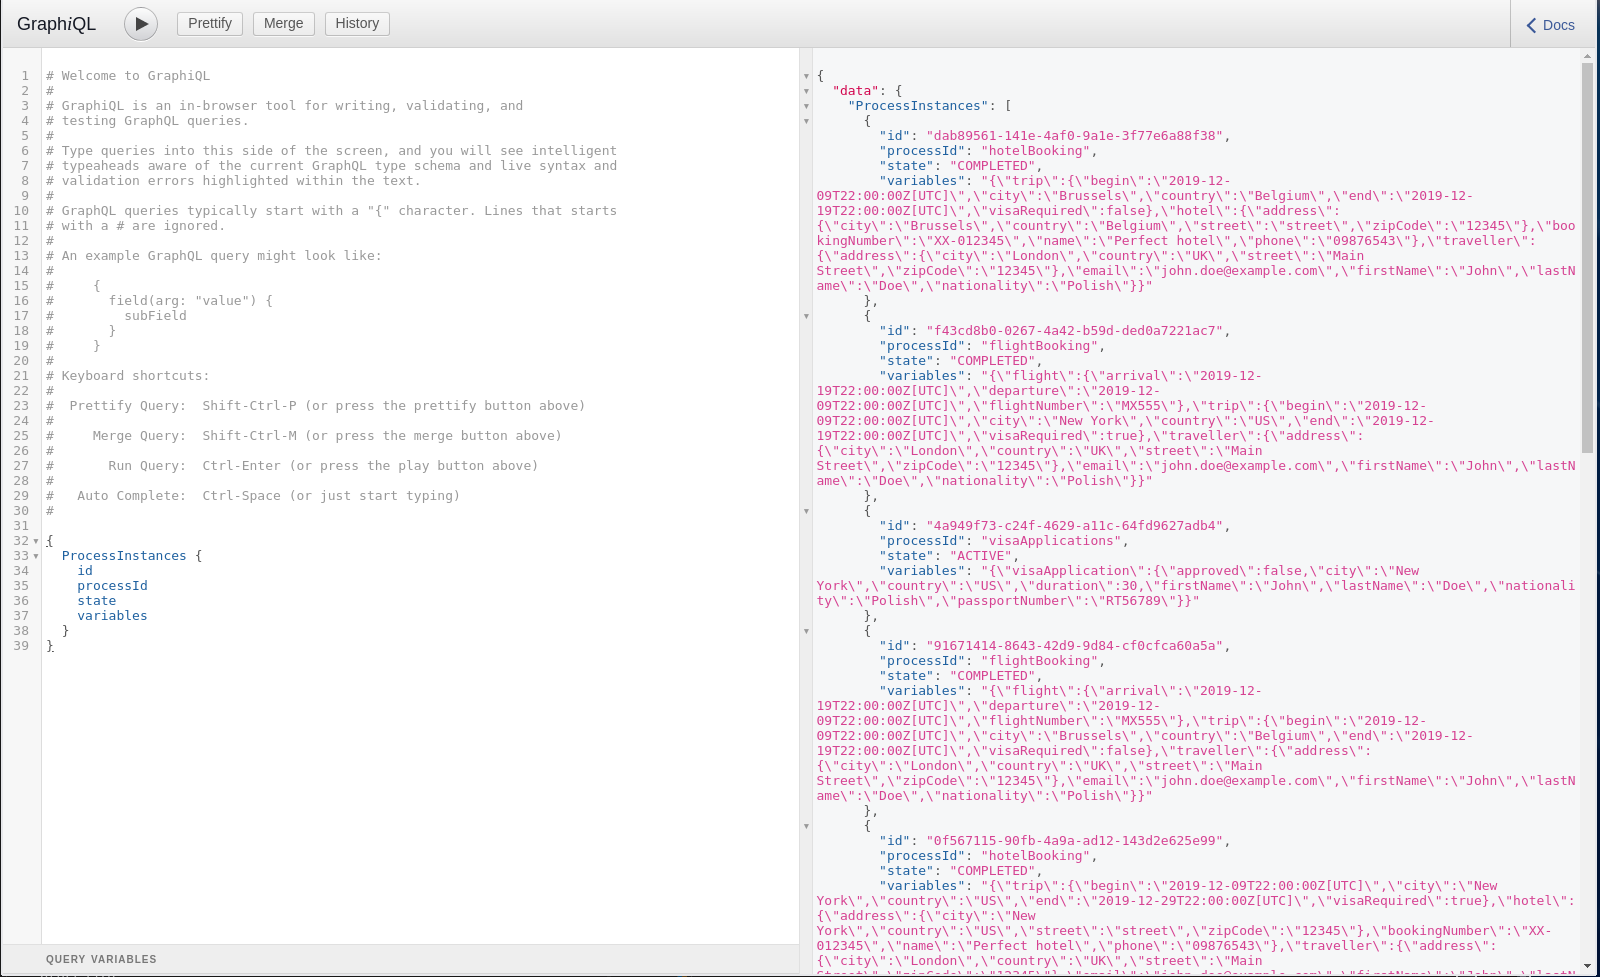 GraphiQL
Prettify
Merge
History
Docs
1 # Welcome to GraphiQL
2 #
3 # GraphiQL is an in-browser tool for writing, validating, and
4 # testing GraphQL queries.
5 #
6 # Type queries into this side of the screen, and you will see intelligent
7 # typeaheads aware of the current GraphQL type schema and live syntax and
8 # validation errors highlighted within the text.
9 #
10 # GraphQL queries typically start with a "{" character. Lines that starts
11 # with a # are ignored.
12 #
13 # An example GraphQL query might look like:
14 #
15 #     {
16 #       field(arg: "value") {
17 #         subField
18 #       }
19 #     }
20 #
21 # Keyboard shortcuts:
22 #
23 #  Prettify Query:  Shift-Ctrl-P (or press the prettify button above)
24 #
25 #     Merge Query:  Shift-Ctrl-M (or press the merge button above)
26 #
27 #       Run Query:  Ctrl-Enter (or press the play button above)
28 #
29 #   Auto Complete:  Ctrl-Space (or just start typing)
30 #
31
32 {
33   ProcessInstances {
34     id
35     processId
36     state
37     variables
38   }
39 }
QUERY VARIABLES
{
  "data": {
    "ProcessInstances": [
      {
        "id": "dab89561-141e-4af0-9a1e-3f77e6a88f38",
        "processId": "hotelBooking",
        "state": "COMPLETED",
        "variables": "{\"trip\":{\"begin\":\"2019-12-
09T22:00:00Z[UTC]\",\"city\":\"Brussels\",\"country\":\"Belgium\",\"end\":\"2019-12-
19T22:00:00Z[UTC]\",\"visaRequired\":false},\"hotel\":{\"address\":
{\"city\":\"Brussels\",\"country\":\"Belgium\",\"street\":\"street\",\"zipCode\":\"12345\"},\"boo
kingNumber\":\"XX-012345\",\"name\":\"Perfect hotel\",\"phone\":\"09876543\"},\"traveller\":
{\"address\":{\"city\":\"London\",\"country\":\"UK\",\"street\":\"Main
Street\",\"zipCode\":\"12345\"},\"email\":\"john.doe@example.com\",\"firstName\":\"John\",\"lastN
ame\":\"Doe\",\"nationality\":\"Polish\"}}"
      },
      {
        "id": "f43cd8b0-0267-4a42-b59d-ded0a7221ac7",
        "processId": "flightBooking",
        "state": "COMPLETED",
        "variables": "{\"flight\":{\"arrival\":\"2019-12-
19T22:00:00Z[UTC]\",\"departure\":\"2019-12-
09T22:00:00Z[UTC]\",\"flightNumber\":\"MX555\"},\"trip\":{\"begin\":\"2019-12-
09T22:00:00Z[UTC]\",\"city\":\"New York\",\"country\":\"US\",\"end\":\"2019-12-
19T22:00:00Z[UTC]\",\"visaRequired\":true},\"traveller\":{\"address\":
{\"city\":\"London\",\"country\":\"UK\",\"street\":\"Main
Street\",\"zipCode\":\"12345\"},\"email\":\"john.doe@example.com\",\"firstName\":\"John\",\"lastN
ame\":\"Doe\",\"nationality\":\"Polish\"}}"
      },
      {
        "id": "4a949f73-c24f-4629-a11c-64fd9627adb4",
        "processId": "visaApplications",
        "state": "ACTIVE",
        "variables": "{\"visaApplication\":{\"approved\":false,\"city\":\"New
York\",\"country\":\"US\",\"duration\":30,\"firstName\":\"John\",\"lastName\":\"Doe\",\"nationali
ty\":\"Polish\",\"passportNumber\":\"RT56789\"}}"
      },
      {
        "id": "91671414-8643-42d9-9d84-cf0cfca60a5a",
        "processId": "flightBooking",
        "state": "COMPLETED",
        "variables": "{\"flight\":{\"arrival\":\"2019-12-
19T22:00:00Z[UTC]\",\"departure\":\"2019-12-
09T22:00:00Z[UTC]\",\"flightNumber\":\"MX555\"},\"trip\":{\"begin\":\"2019-12-
09T22:00:00Z[UTC]\",\"city\":\"Brussels\",\"country\":\"Belgium\",\"end\":\"2019-12-
19T22:00:00Z[UTC]\",\"visaRequired\":false},\"traveller\":{\"address\":
{\"city\":\"London\",\"country\":\"UK\",\"street\":\"Main
Street\",\"zipCode\":\"12345\"},\"email\":\"john.doe@example.com\",\"firstName\":\"John\",\"lastN
ame\":\"Doe\",\"nationality\":\"Polish\"}}"
      },
      {
        "id": "0f567115-90fb-4a9a-ad12-143d2e625e99",
        "processId": "hotelBooking",
        "state": "COMPLETED",
        "variables": "{\"trip\":{\"begin\":\"2019-12-09T22:00:00Z[UTC]\",\"city\":\"New
York\",\"country\":\"US\",\"end\":\"2019-12-29T22:00:00Z[UTC]\",\"visaRequired\":true},\"hotel\":
{\"address\":{\"city\":\"New
York\",\"country\":\"US\",\"street\":\"street\",\"zipCode\":\"12345\"},\"bookingNumber\":\"XX-
012345\",\"name\":\"Perfect hotel\",\"phone\":\"09876543\"},\"traveller\":{\"address\":
{\"city\":\"London\",\"country\":\"UK\",\"street\":\"Main